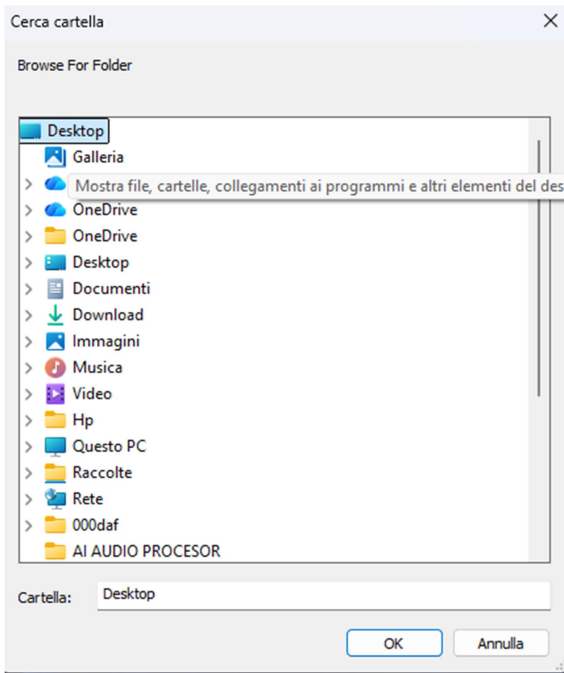 Cerca cartella
Browse For Folder
Desktop
Galleria
Mostra file, cartelle, collegamenti ai programmi e altri elementi del des
OneDrive
OneDrive
Desktop
Documenti
Download
Immagini
Musica
Video
Hp
Questo PC
Raccolte
Rete
000daf
AI AUDIO PROCESOR
Cartella: Desktop
OK Annulla